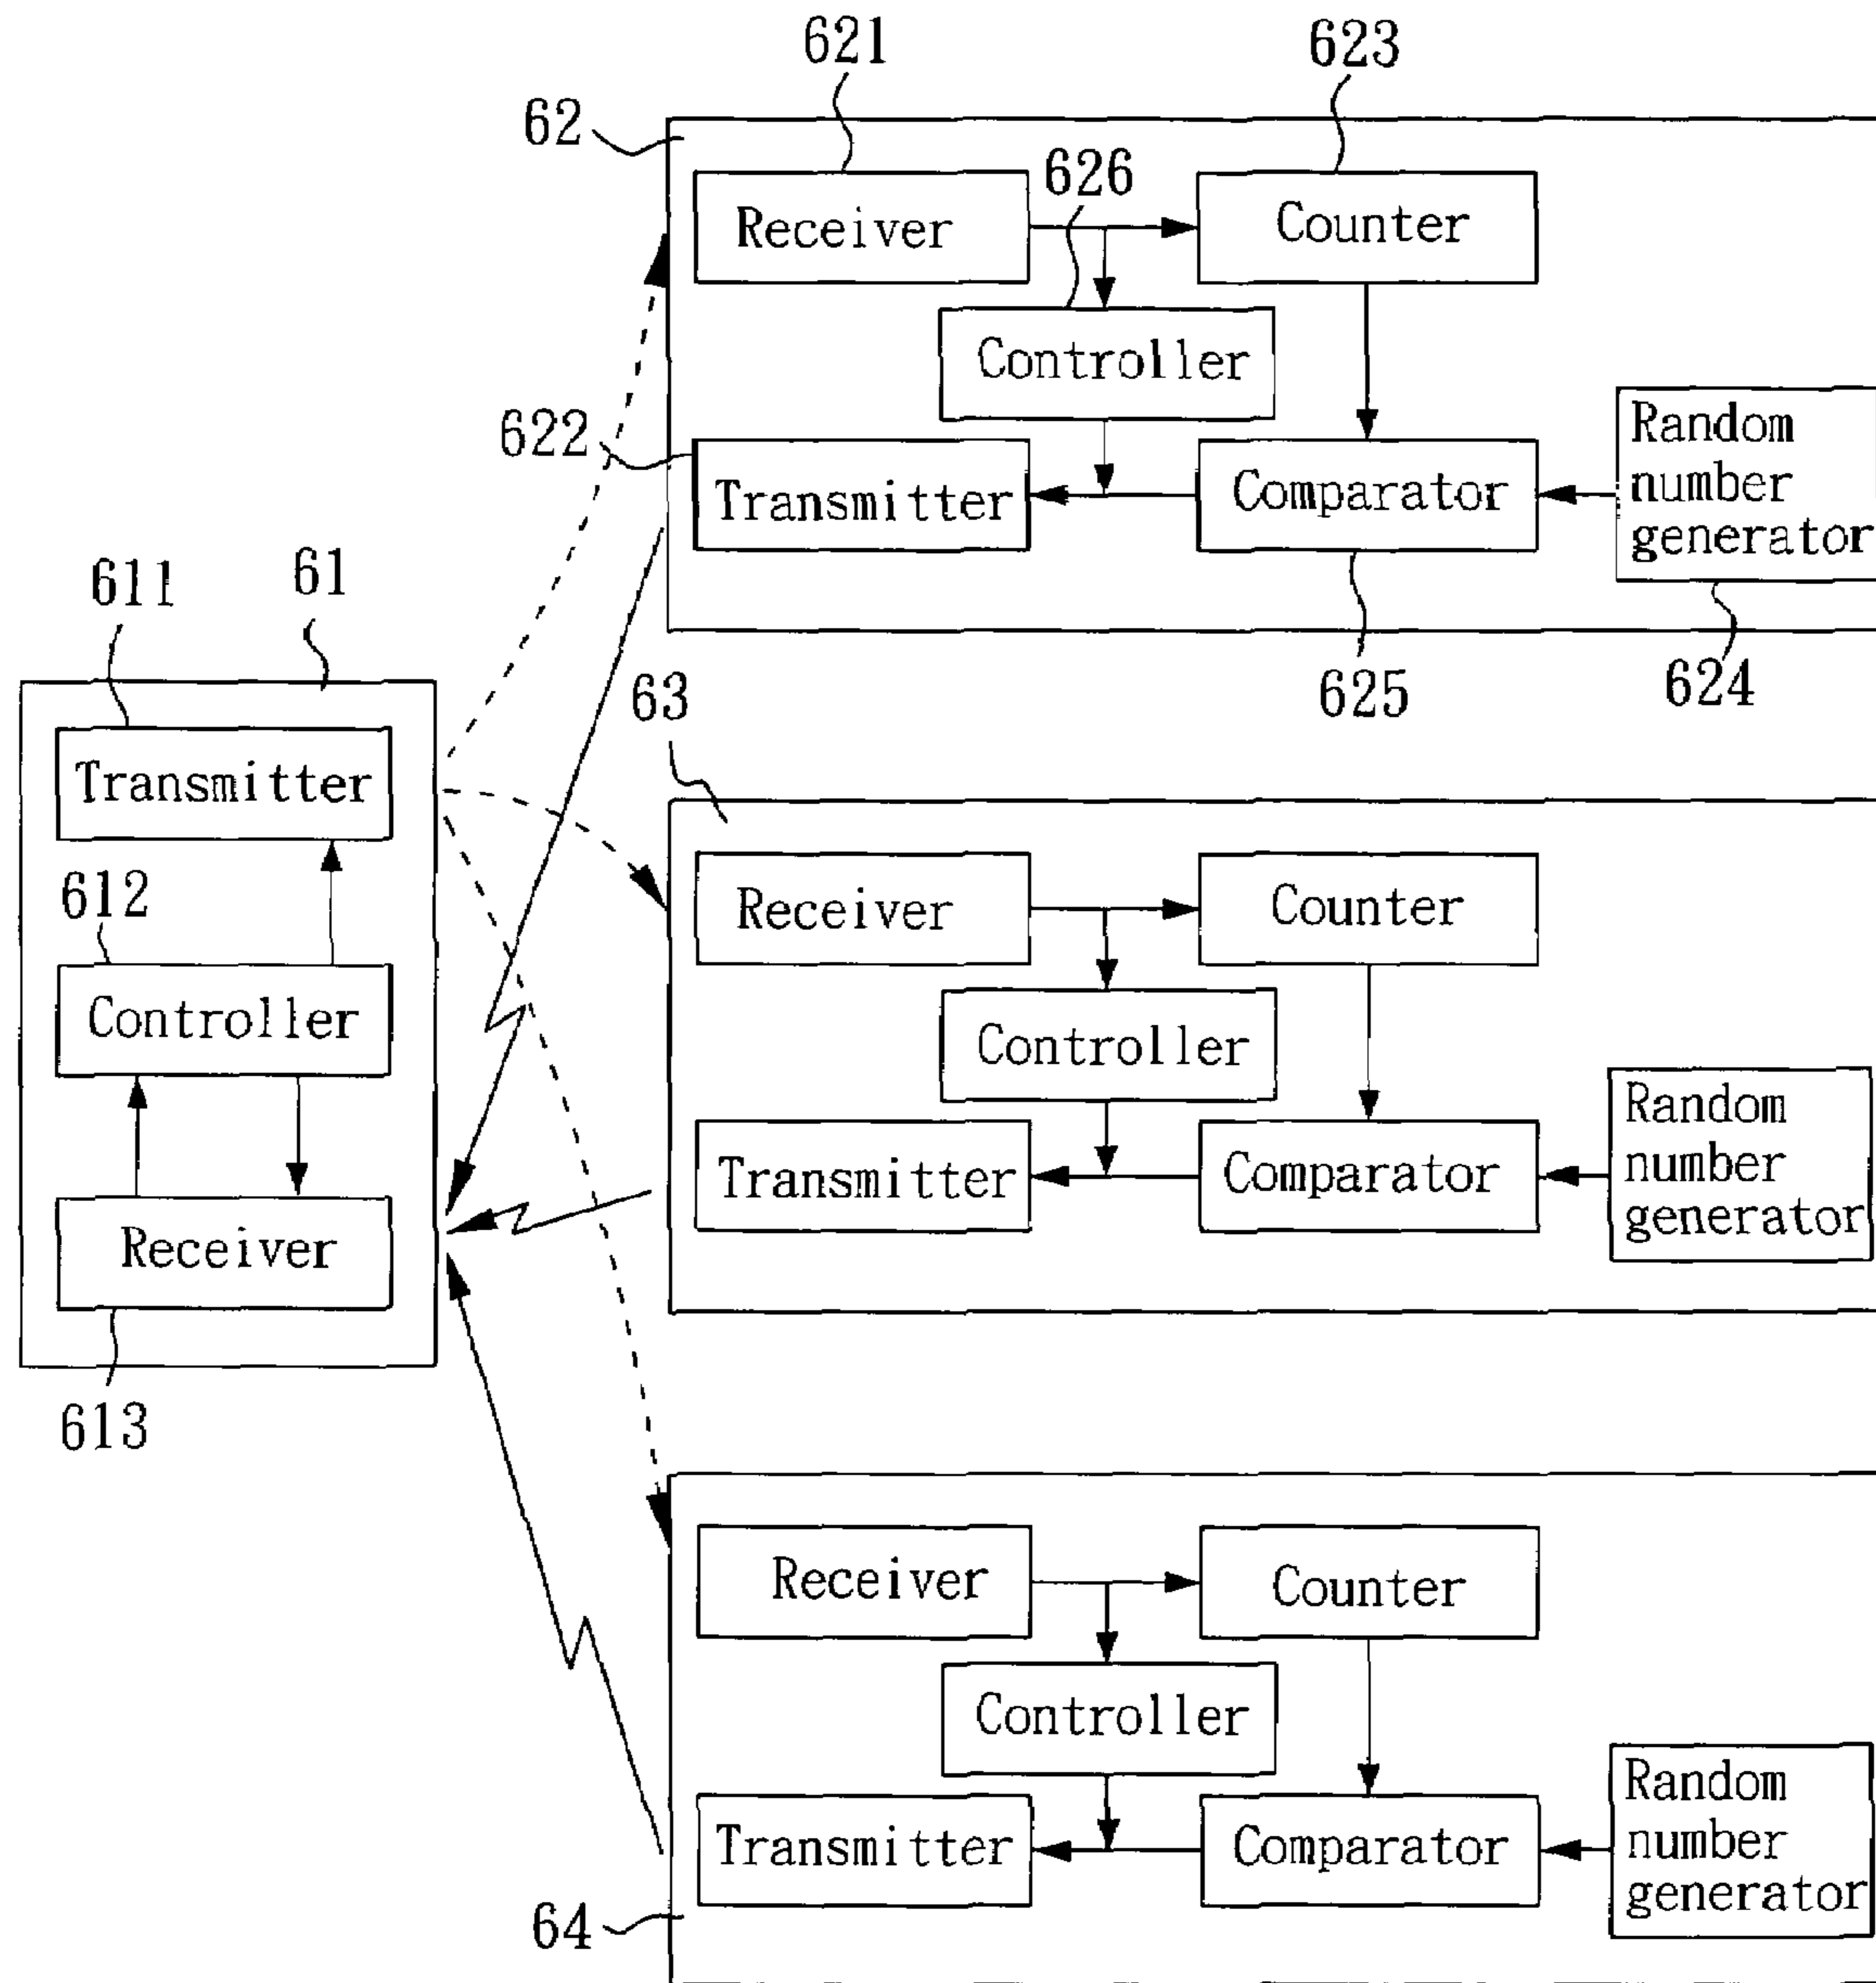 621
623
62
626
Receiver
Counter
Controller
622
Transmitter
Comparator
Random
number
generator
625
624
611
61
Transmitter
612
Controller
Receiver
613
63
Receiver
Counter
Controller
Transmitter
Comparator
Random
number
generator
Receiver
Counter
Controller
Transmitter
Comparator
Random
number
generator
64